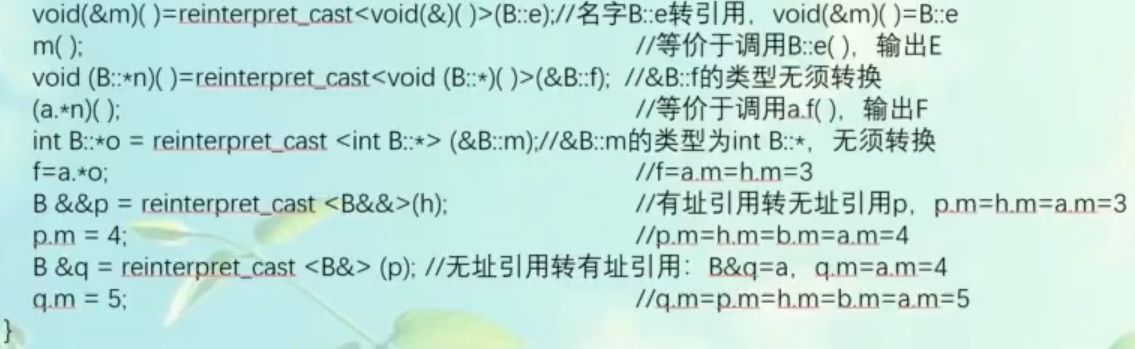 void(&m)( )=reinterpret_cast<void(&)( )>(B::e);//名字B::e转引用，void(&m)( )=B::e
m( ); //等价于调用B::e( )，输出E
void (B::*n)( )=reinterpret_cast<void (B::*)( )>(&B::f); //&B::f的类型无须转换
(a.*n)( ); //等价于调用a.f( )，输出F
int B::*o = reinterpret_cast <int B::*> (&B::m);//&B::m的类型为int B::*，无须转换
f=a.*o; //f=a.m=h.m=3
B &&p = reinterpret_cast <B&&>(h); //有址引用转无址引用p，p.m=h.m=a.m=3
p.m = 4; //p.m=h.m=b.m=a.m=4
B &q = reinterpret_cast <B&> (p); //无址引用转有址引用：B&q=a，q.m=a.m=4
q.m = 5; //q.m=p.m=h.m=b.m=a.m=5
}